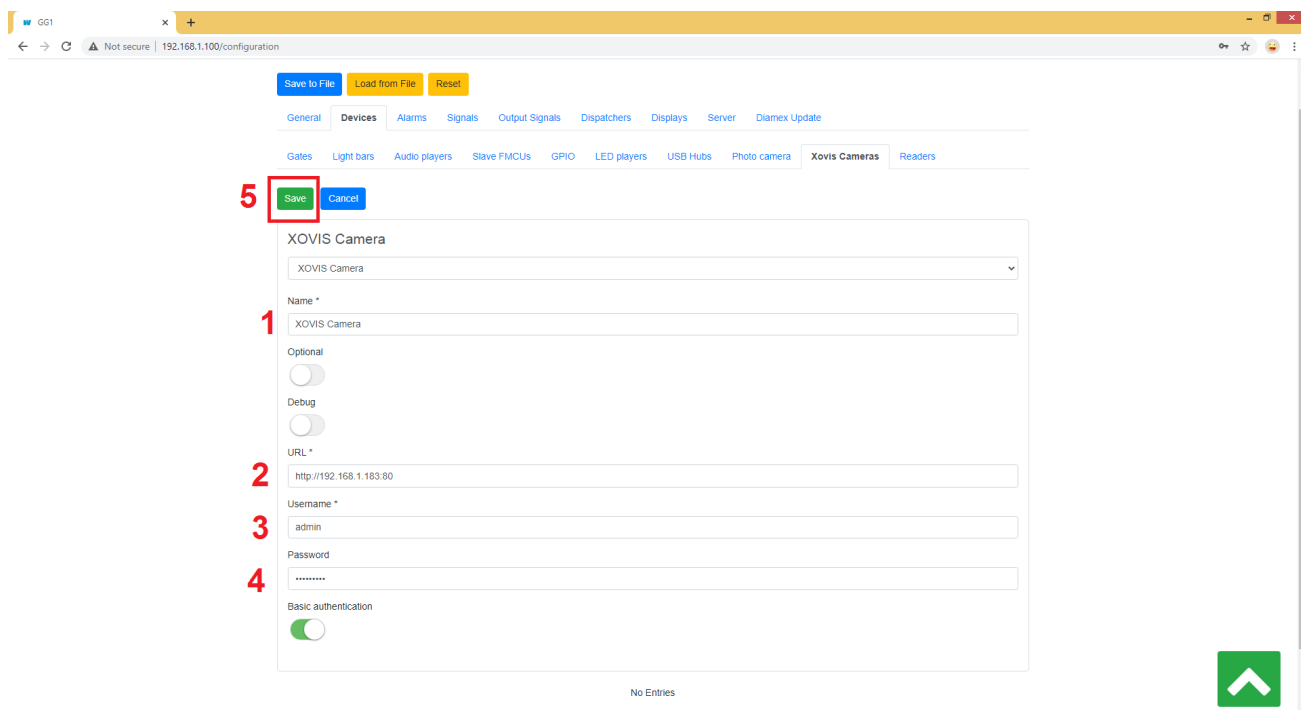 GG1
Not secure | 192.168.1.100/configuration
Save to File Load from File Reset
General Devices Alarms Signals Output Signals Dispatchers Displays Server Diamex Update
Gates Light bars Audio players Slave FMCUs GPIO LED players USB Hubs Photo camera Xovis Cameras Readers
5 Save Cancel
XOVIS Camera
XOVIS Camera
Name *
1 XOVIS Camera
Optional
Debug
URL *
2 http://192.168.1.183:80
Username *
3 admin
Password
4 •••••••••
Basic authentication
No Entries